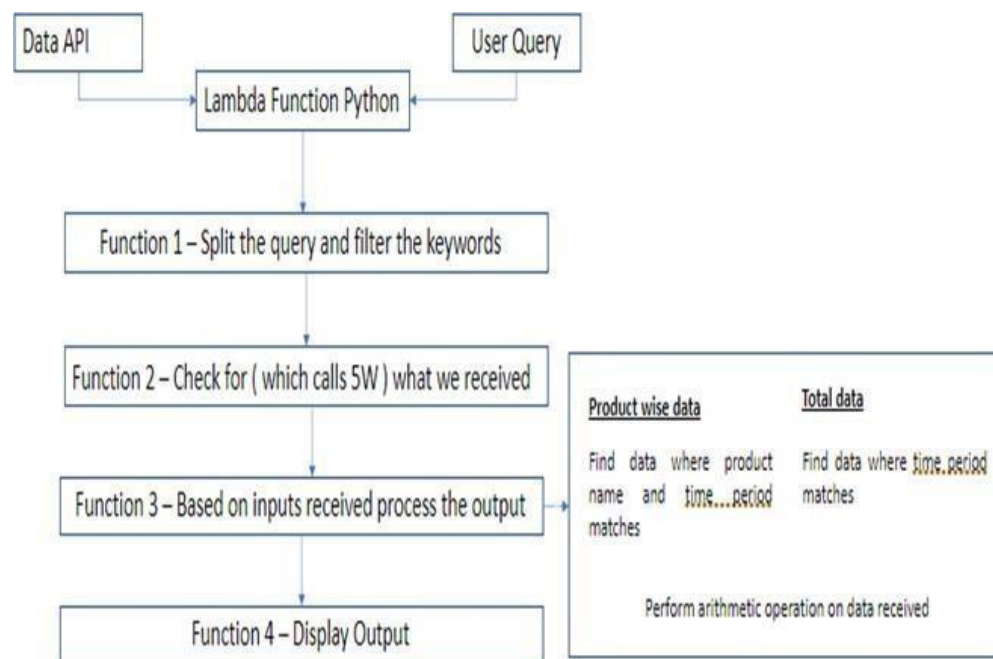 Data API
User Query
Lambda Function Python
Function 1 – Split the query and filter the keywords
Function 2 – Check for ( which calls 5W ) what we received
Function 3 – Based on inputs received process the output
Function 4 – Display Output
Product wise data
Find data where product
name and time period
matches
Total data
Find data where time period
matches
Perform arithmetic operation on data received